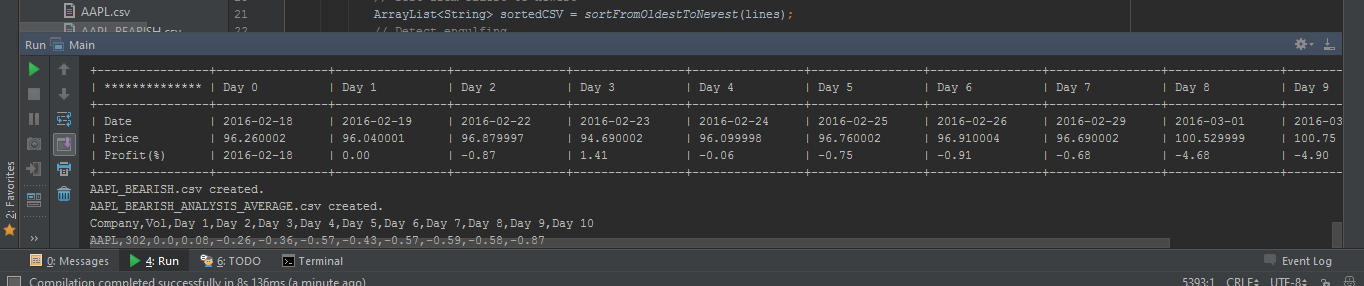 AAPL.csv
AAPL_BEARISH.csv
21 ArrayList<String> sortedCSV = sortFromOldestToNewest(lines);
22 // Detect engulfing
Run Main
| ************** | Day 0 | Day 1 | Day 2 | Day 3 | Day 4 | Day 5 | Day 6 | Day 7 | Day 8 | Day 9
| Date | 2016-02-18 | 2016-02-19 | 2016-02-22 | 2016-02-23 | 2016-02-24 | 2016-02-25 | 2016-02-26 | 2016-02-29 | 2016-03-01 | 2016-03
| Price | 96.260002 | 96.040001 | 96.879997 | 94.690002 | 96.099998 | 96.760002 | 96.910004 | 96.690002 | 100.529999 | 100.75
| Profit(%) | 2016-02-18 | 0.00 | -0.87 | 1.41 | -0.06 | -0.75 | -0.91 | -0.68 | -4.68 | -4.90
AAPL_BEARISH.csv created.
AAPL_BEARISH_ANALYSIS_AVERAGE.csv created.
Company,Vol,Day 1,Day 2,Day 3,Day 4,Day 5,Day 6,Day 7,Day 8,Day 9,Day 10
AAPL,302,0.0,0.08,-0.26,-0.36,-0.57,-0.43,-0.57,-0.59,-0.58,-0.87
2: Favorites
0: Messages 4: Run 6: TODO Terminal Event Log
Compilation completed successfully in 8s 136ms (a minute ago) 5393:1 CRLF UTF-8